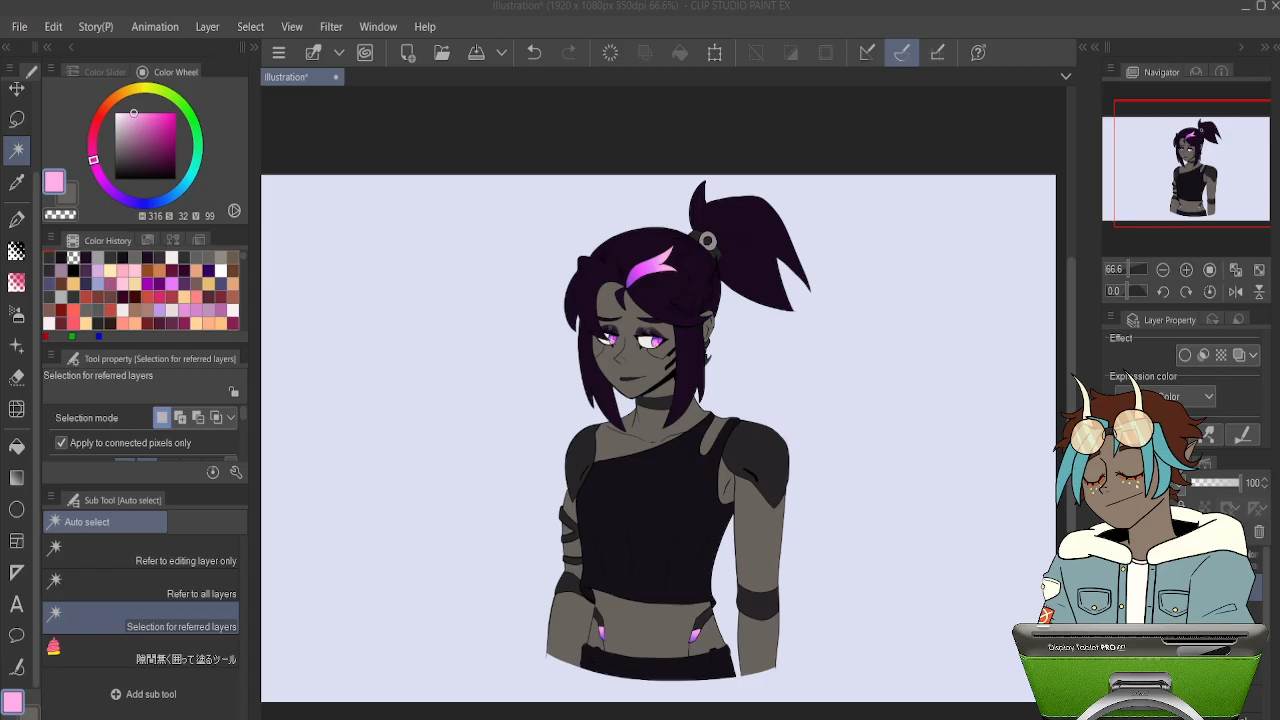 Illustration* (1920 x 1080px 350dpi 66.6%) - CLIP STUDIO PAINT EX
File Edit Story(P) Animation Layer Select View Filter Window Help
Color Slider Color Wheel
Illustration*
Navigator
H 316 S 32 V 99
Color History
66.6
0.0
Layer Property
Effect
Expression color
Color
Tool property [Selection for referred layers]
Selection for referred layers
Selection mode
Apply to connected pixels only
100
Sub Tool [Auto select]
Auto select
Refer to editing layer only
Refer to all layers
Selection for referred layers
隙間無く囲って塗るツール
Add sub tool
Display Tablet PRO